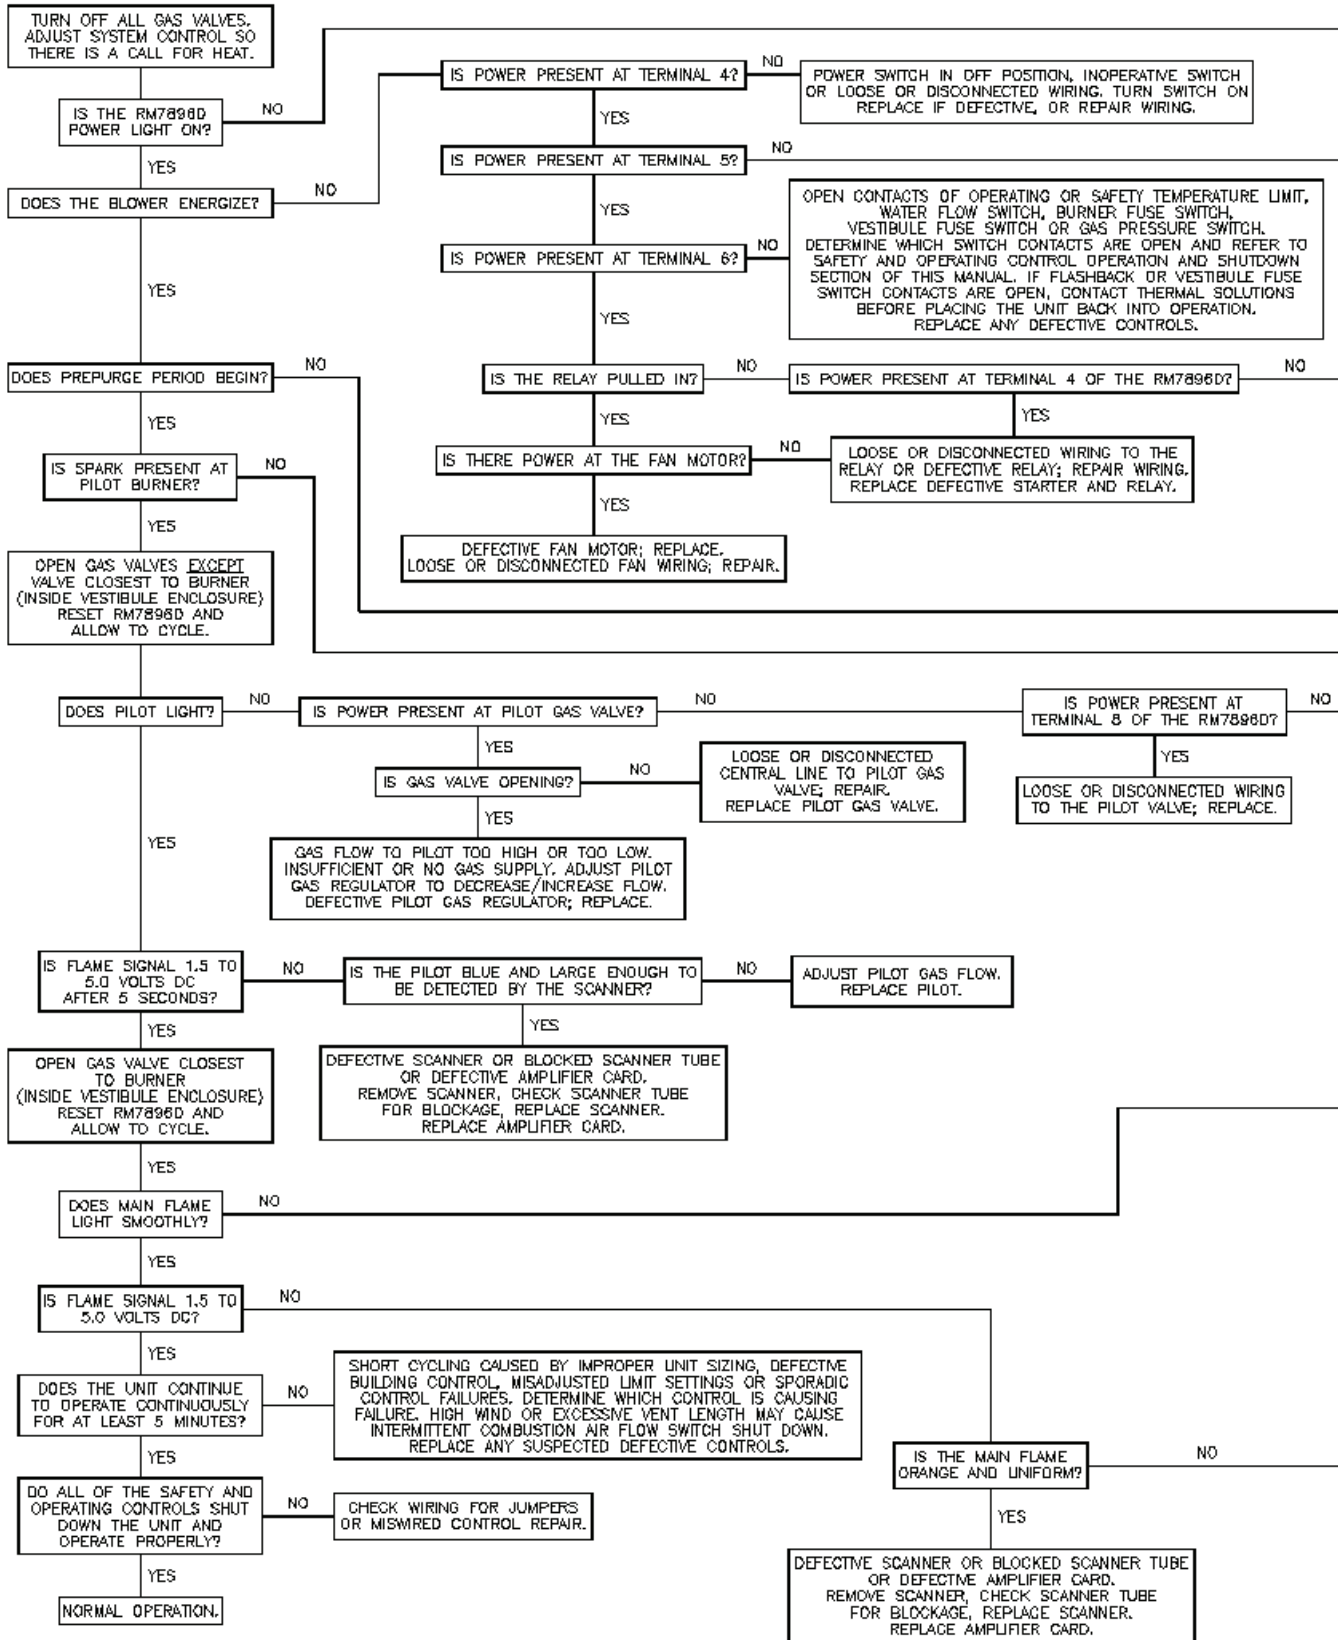 TURN OFF ALL GAS VALVES.
ADJUST SYSTEM CONTROL SO
THERE IS A CALL FOR HEAT.
IS THE RM7896D
POWER LIGHT ON?
NO
YES
DOES THE BLOWER ENERGIZE?
NO
YES
IS POWER PRESENT AT TERMINAL 4?
NO
POWER SWITCH IN OFF POSITION, INOPERATIVE SWITCH
OR LOOSE OR DISCONNECTED WIRING. TURN SWITCH ON
REPLACE IF DEFECTIVE, OR REPAIR WIRING.
YES
IS POWER PRESENT AT TERMINAL 5?
NO
YES
IS POWER PRESENT AT TERMINAL 6?
NO
OPEN CONTACTS OF OPERATING OR SAFETY TEMPERATURE LIMIT,
WATER FLOW SWITCH, BURNER FUSE SWITCH,
VESTIBULE FUSE SWITCH OR GAS PRESSURE SWITCH.
DETERMINE WHICH SWITCH CONTACTS ARE OPEN AND REFER TO
SAFETY AND OPERATING CONTROL OPERATION AND SHUTDOWN
SECTION OF THIS MANUAL. IF FLASHBACK OR VESTIBULE FUSE
SWITCH CONTACTS ARE OPEN, CONTACT THERMAL SOLUTIONS
BEFORE PLACING THE UNIT BACK INTO OPERATION.
REPLACE ANY DEFECTIVE CONTROLS.
YES
IS THE RELAY PULLED IN?
NO
IS POWER PRESENT AT TERMINAL 4 OF THE RM7896D?
NO
YES
LOOSE OR DISCONNECTED WIRING TO THE
RELAY OR DEFECTIVE RELAY; REPAIR WIRING.
REPLACE DEFECTIVE STARTER AND RELAY.
YES
IS THERE POWER AT THE FAN MOTOR?
NO
YES
DEFECTIVE FAN MOTOR; REPLACE.
LOOSE OR DISCONNECTED FAN WIRING; REPAIR.
DOES PREPURGE PERIOD BEGIN?
NO
YES
IS SPARK PRESENT AT
PILOT BURNER?
NO
YES
OPEN GAS VALVES EXCEPT
VALVE CLOSEST TO BURNER
(INSIDE VESTIBULE ENCLOSURE)
RESET RM7896D AND
ALLOW TO CYCLE.
DOES PILOT LIGHT?
NO
IS POWER PRESENT AT PILOT GAS VALVE?
NO
IS POWER PRESENT AT
TERMINAL 8 OF THE RM7896D?
NO
YES
LOOSE OR DISCONNECTED WIRING
TO THE PILOT VALVE; REPLACE.
YES
IS GAS VALVE OPENING?
NO
LOOSE OR DISCONNECTED
CENTRAL LINE TO PILOT GAS
VALVE; REPAIR.
REPLACE PILOT GAS VALVE.
YES
GAS FLOW TO PILOT TOO HIGH OR TOO LOW.
INSUFFICIENT OR NO GAS SUPPLY. ADJUST PILOT
GAS REGULATOR TO DECREASE/INCREASE FLOW.
DEFECTIVE PILOT GAS REGULATOR; REPLACE.
YES
IS FLAME SIGNAL 1.5 TO
5.0 VOLTS DC
AFTER 5 SECONDS?
NO
IS THE PILOT BLUE AND LARGE ENOUGH TO
BE DETECTED BY THE SCANNER?
NO
ADJUST PILOT GAS FLOW.
REPLACE PILOT.
YES
DEFECTIVE SCANNER OR BLOCKED SCANNER TUBE
OR DEFECTIVE AMPLIFIER CARD.
REMOVE SCANNER, CHECK SCANNER TUBE
FOR BLOCKAGE, REPLACE SCANNER.
REPLACE AMPLIFIER CARD.
YES
OPEN GAS VALVE CLOSEST
TO BURNER
(INSIDE VESTIBULE ENCLOSURE)
RESET RM7896D AND
ALLOW TO CYCLE.
YES
DOES MAIN FLAME
LIGHT SMOOTHLY?
NO
YES
IS FLAME SIGNAL 1.5 TO
5.0 VOLTS DC?
NO
YES
DOES THE UNIT CONTINUE
TO OPERATE CONTINUOUSLY
FOR AT LEAST 5 MINUTES?
NO
SHORT CYCLING CAUSED BY IMPROPER UNIT SIZING, DEFECTIVE
BUILDING CONTROL, MISADJUSTED LIMIT SETTINGS OR SPORADIC
CONTROL FAILURES. DETERMINE WHICH CONTROL IS CAUSING
FAILURE. HIGH WIND OR EXCESSIVE VENT LENGTH MAY CAUSE
INTERMITTENT COMBUSTION AIR FLOW SWITCH SHUT DOWN.
REPLACE ANY SUSPECTED DEFECTIVE CONTROLS.
IS THE MAIN FLAME
ORANGE AND UNIFORM?
NO
YES
DEFECTIVE SCANNER OR BLOCKED SCANNER TUBE
OR DEFECTIVE AMPLIFIER CARD.
REMOVE SCANNER, CHECK SCANNER TUBE
FOR BLOCKAGE, REPLACE SCANNER.
REPLACE AMPLIFIER CARD.
YES
DO ALL OF THE SAFETY AND
OPERATING CONTROLS SHUT
DOWN THE UNIT AND
OPERATE PROPERLY?
NO
CHECK WIRING FOR JUMPERS
OR MISWIRED CONTROL REPAIR.
YES
NORMAL OPERATION.